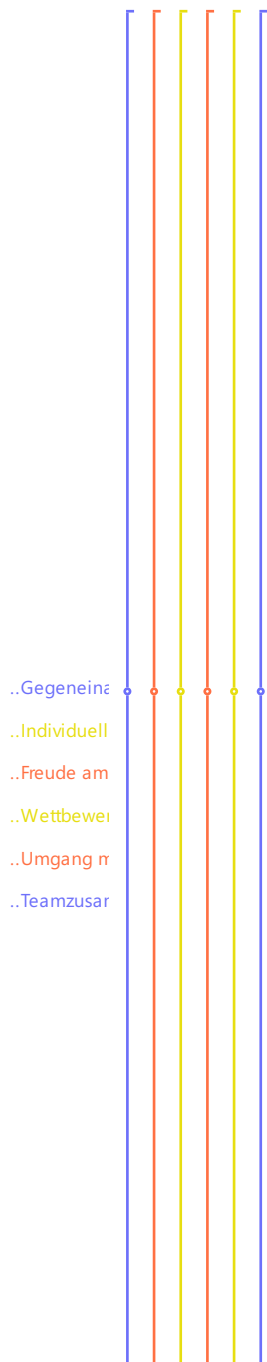 ..Gegeneina
..Individuell
..Freude am
..Wettbewer
..Umgang m
..Teamzusar